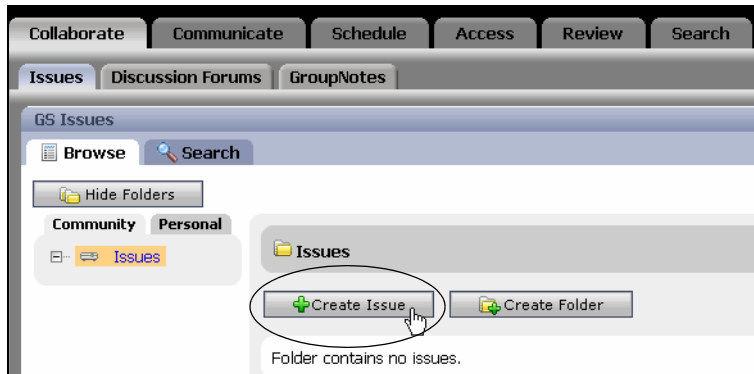 Collaborate Communicate Schedule Access Review Search
Issues Discussion Forums GroupNotes
GS Issues
Browse Search
Hide Folders
Community Personal
Issues
Issues
Create Issue Create Folder
Folder contains no issues.